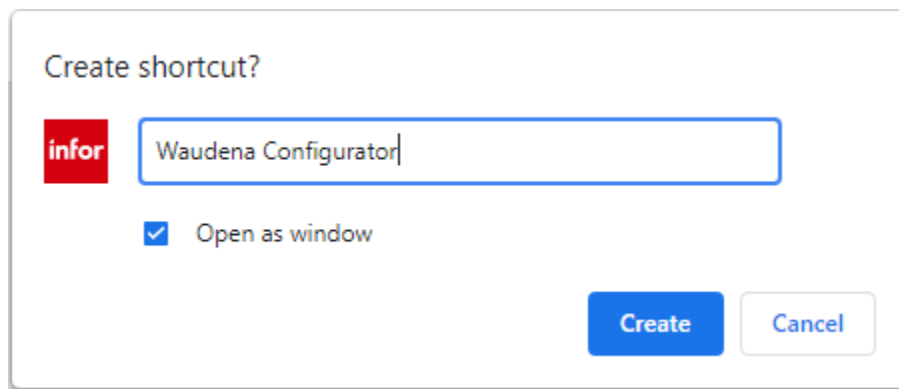 Create shortcut?
infor
Waudena Configurator
Open as window
Create
Cancel